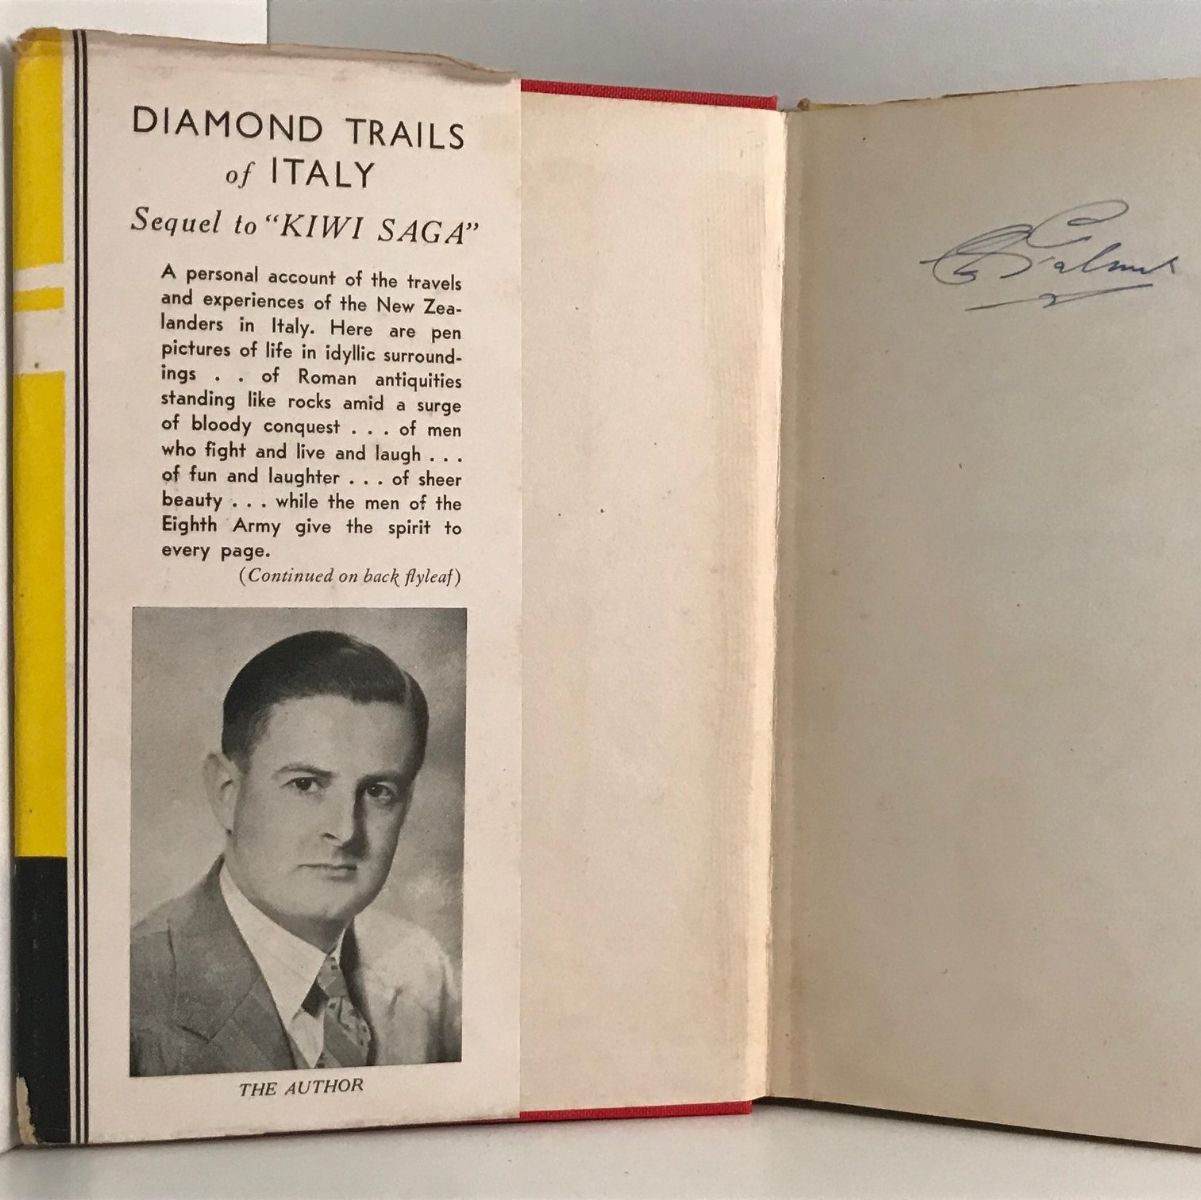 DIAMOND TRAILS
of ITALY
Sequel to "KIWI SAGA"
A personal account of the travels
and experiences of the New Zea-
landers in Italy. Here are pen
pictures of life in idyllic surround-
ings . . of Roman antiquities
standing like rocks amid a surge
of bloody conquest . . . of men
who fight and live and laugh . . .
of fun and laughter . . . of sheer
beauty . . . while the men of the
Eighth Army give the spirit to
every page.
(Continued on back flyleaf)
THE AUTHOR